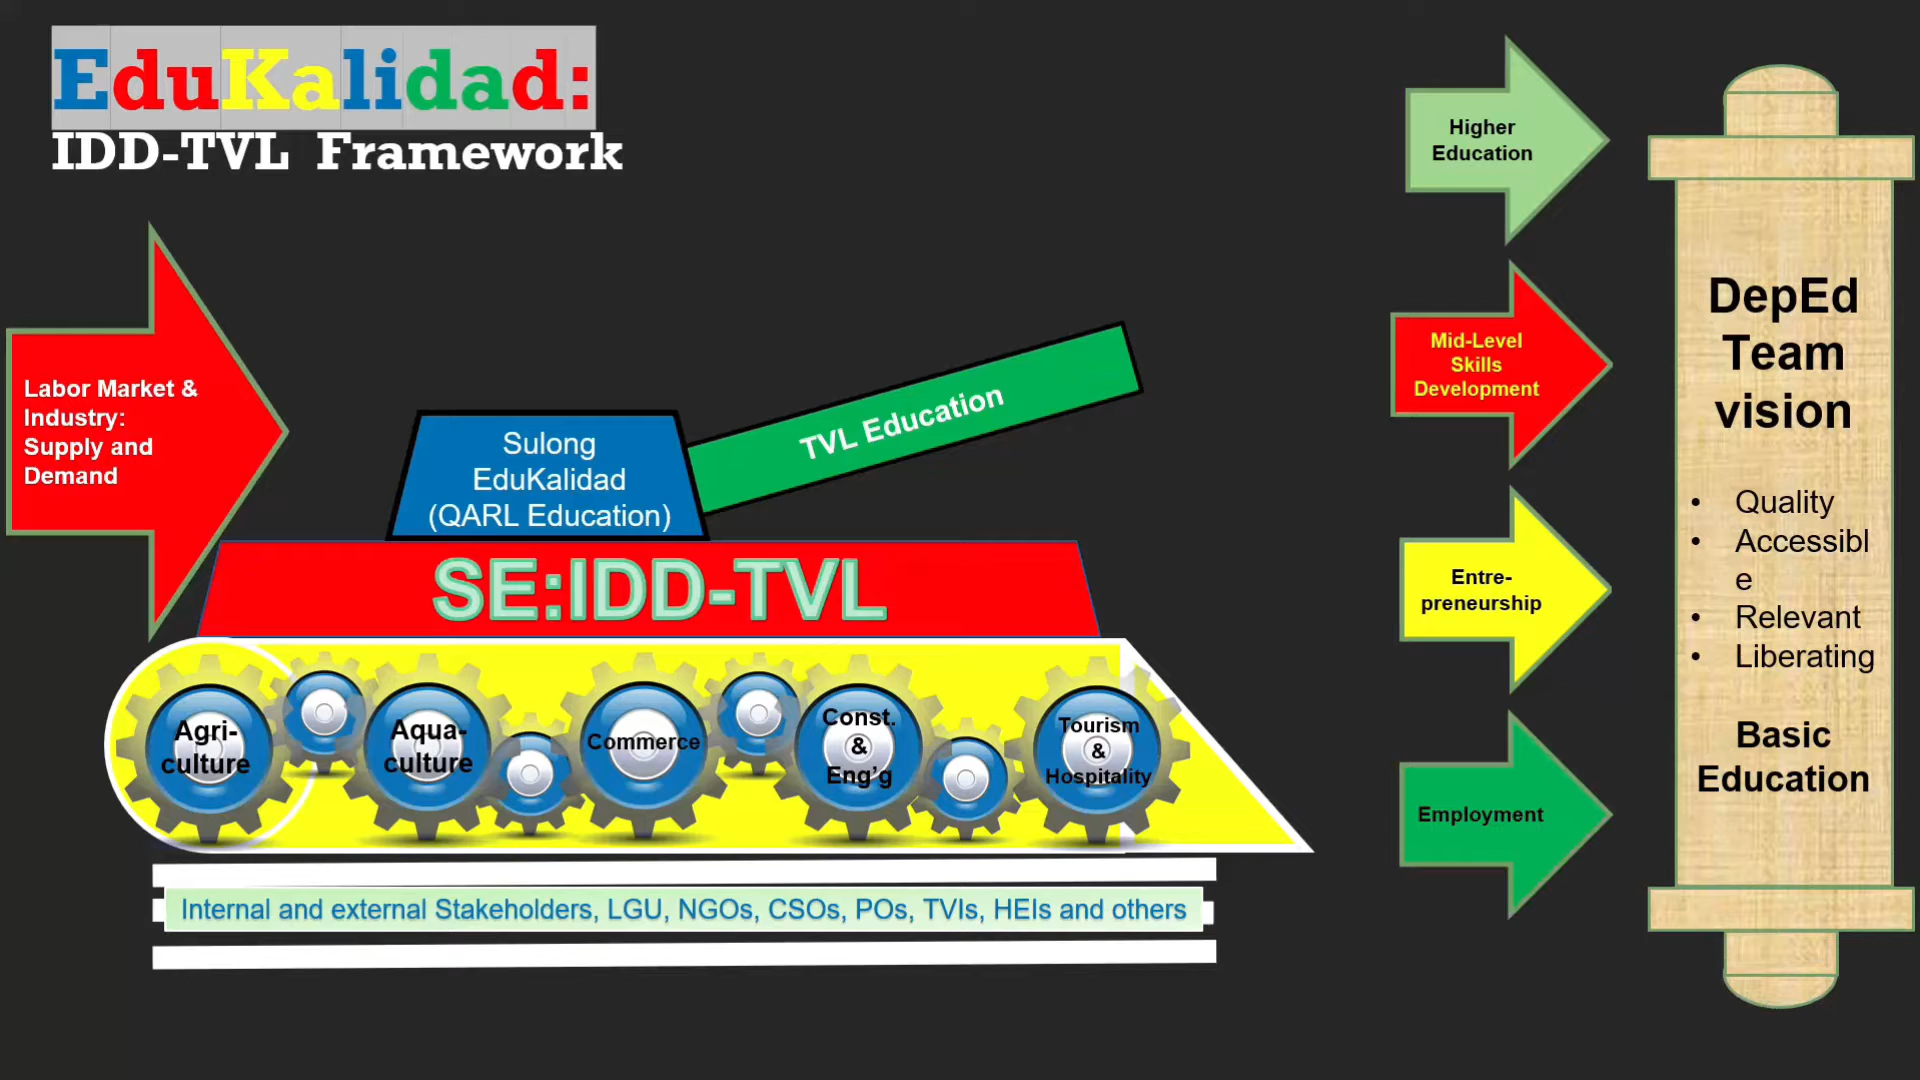 EduKalidad:
IDD-TVL Framework
Labor Market &
Industry:
Supply and
Demand
Sulong
EduKalidad
(QARL Education)
TVL Education
SE:IDD-TVL
Agri-
culture
Aqua-
culture
Commerce
Const.
&
Eng’g
Tourism
&
Hospitality
Internal and external Stakeholders, LGU, NGOs, CSOs, POs, TVIs, HEIs and others
Higher
Education
Mid-Level
Skills
Development
Entre-
preneurship
Employment
DepEd
Team
vision
• Quality
• Accessibl
e
• Relevant
• Liberating
Basic
Education